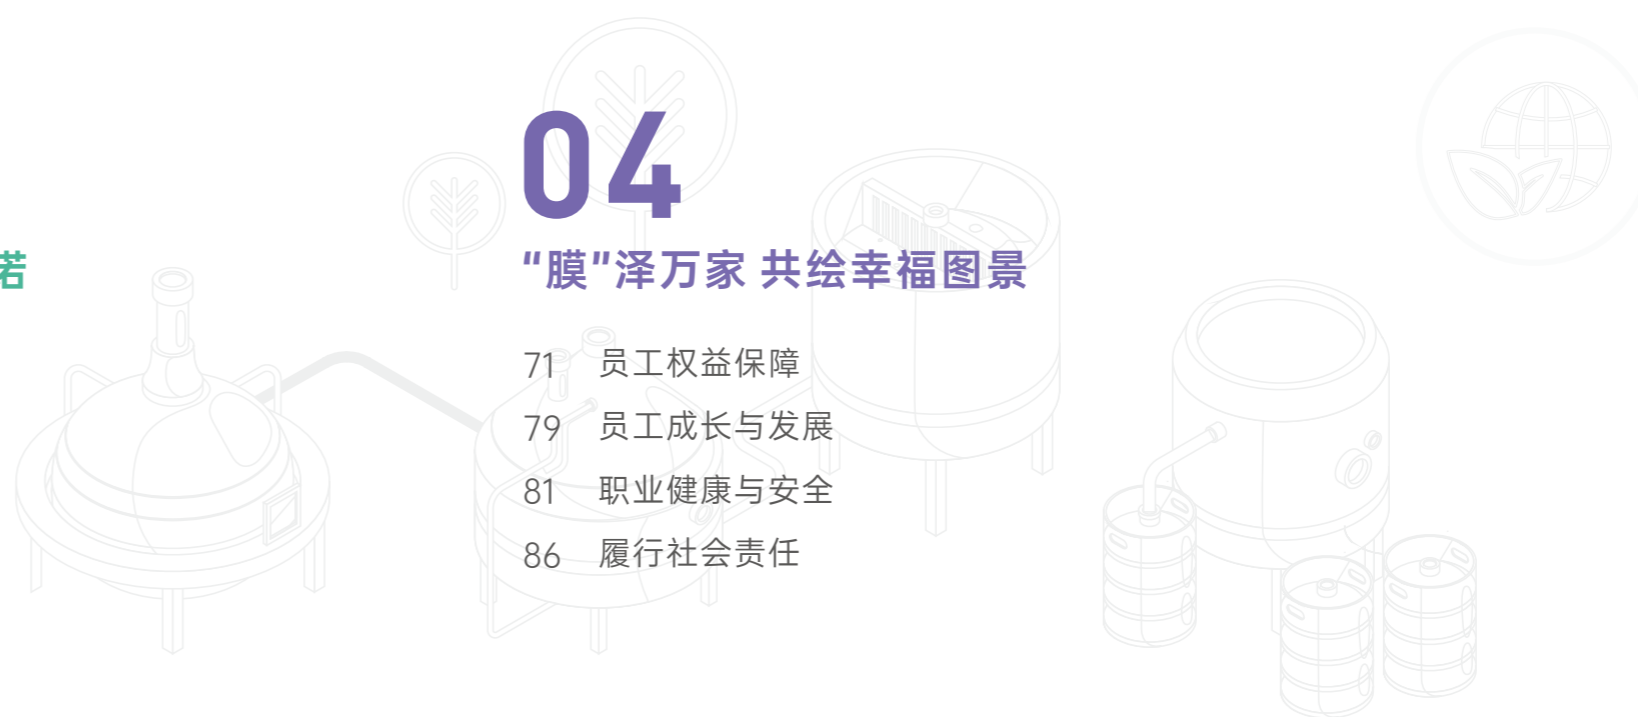 诺
04
“膜”泽万家 共绘幸福图景
71 员工权益保障
79 员工成长与发展
81 职业健康与安全
86 履行社会责任